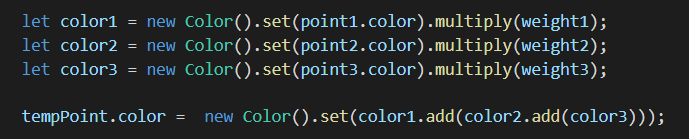 let color1 = new Color().set(point1.color).multiply(weight1);
let color2 = new Color().set(point2.color).multiply(weight2);
let color3 = new Color().set(point3.color).multiply(weight3);
tempPoint.color =  new Color().set(color1.add(color2.add(color3)));